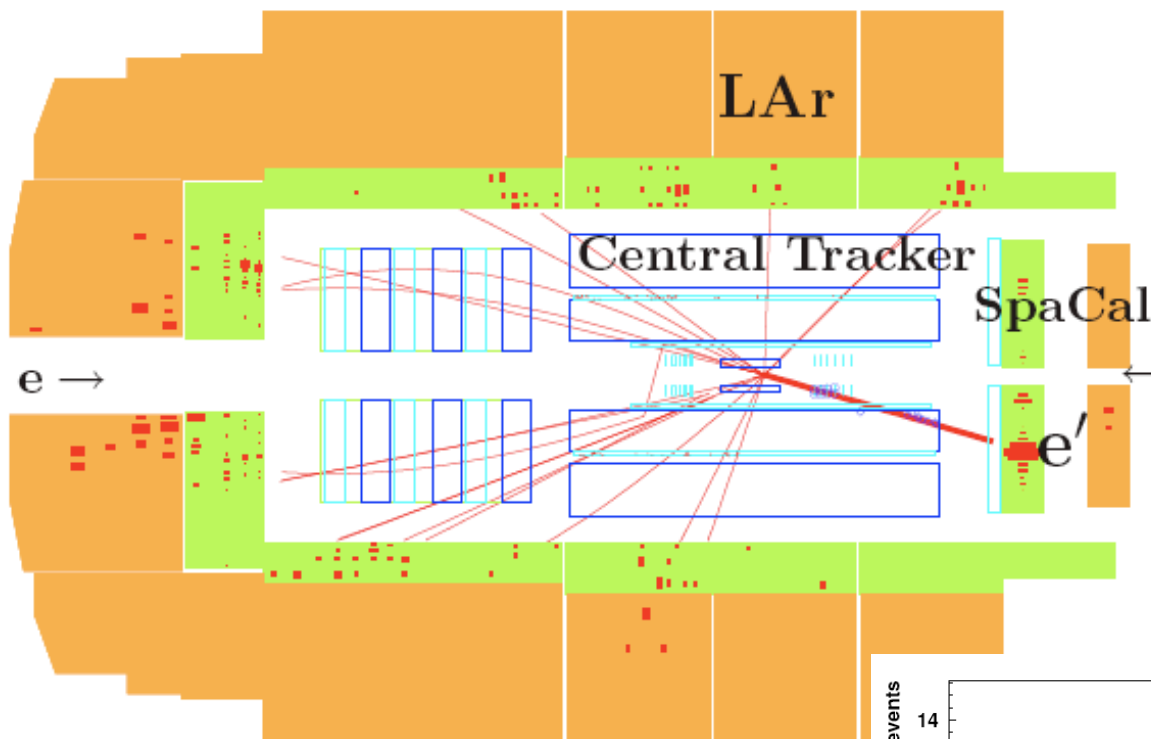 LAr
Central Tracker
SpaCal
e →
←
e′
events
14